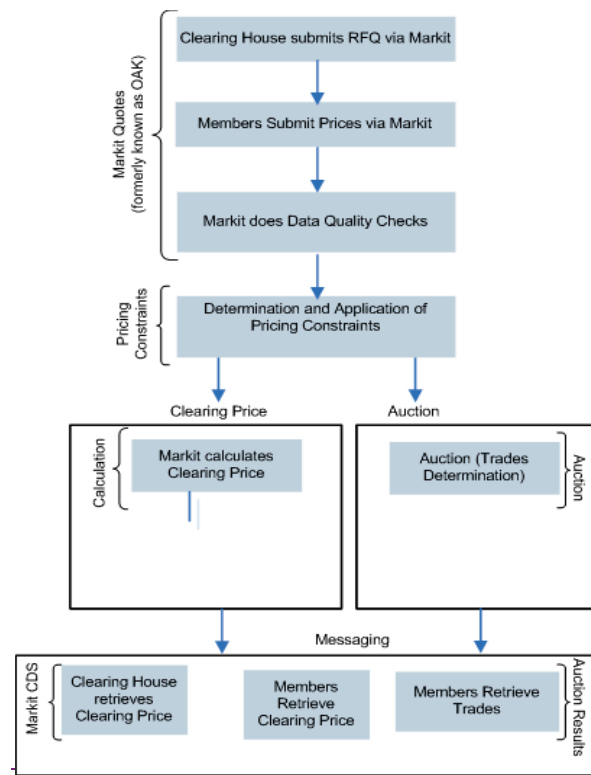 Clearing House submits RFQ via Markit
Members Submit Prices via Markit
Markit does Data Quality Checks
Markit Quotes
(formerly known as OAK)
Determination and Application of
Pricing Constraints
Pricing
Constraints
Clearing Price
Auction
Calculation
Markit calculates
Clearing Price
Auction (Trades
Determination)
Auction
Messaging
Markit CDS
Clearing House
retrieves
Clearing Price
Members
Retrieve
Clearing Price
Members Retrieve
Trades
Auction Results